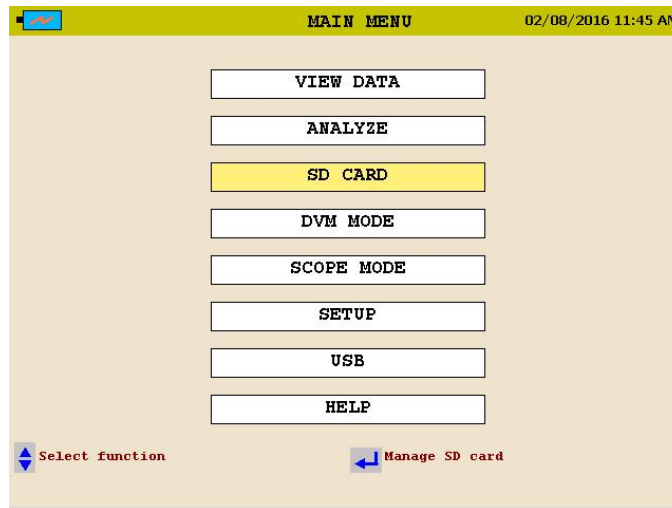 MAIN MENU 02/08/2016 11:45 AM
VIEW DATA
ANALYZE
SD CARD
DVM MODE
SCOPE MODE
SETUP
USB
HELP
Select function Manage SD card